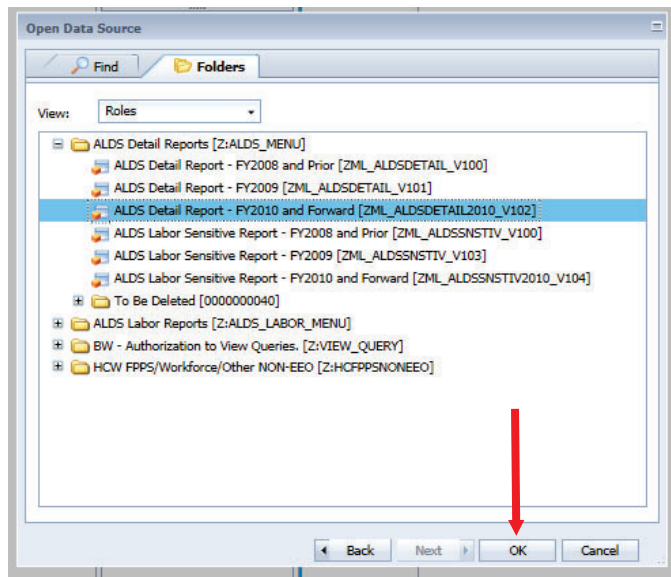 Open Data Source
Find
Folders
View:
Roles
ALDS Detail Reports [Z:ALDS_MENU]
ALDS Detail Report - FY2008 and Prior [ZML_ALDSDETAIL_V100]
ALDS Detail Report - FY2009 [ZML_ALDSDETAIL_V101]
ALDS Detail Report - FY2010 and Forward [ZML_ALDSDETAIL2010_V102]
ALDS Labor Sensitive Report - FY2008 and Prior [ZML_ALDSSNSTIV_V100]
ALDS Labor Sensitive Report - FY2009 [ZML_ALDSSNSTIV_V103]
ALDS Labor Sensitive Report - FY2010 and Forward [ZML_ALDSSNSTIV2010_V104]
To Be Deleted [0000000040]
ALDS Labor Reports [Z:ALDS_LABOR_MENU]
BW - Authorization to View Queries. [Z:VIEW_QUERY]
HCW FPPS/Workforce/Other NON-EEO [Z:HCFPPSNONEEO]
Back
Next
OK
Cancel